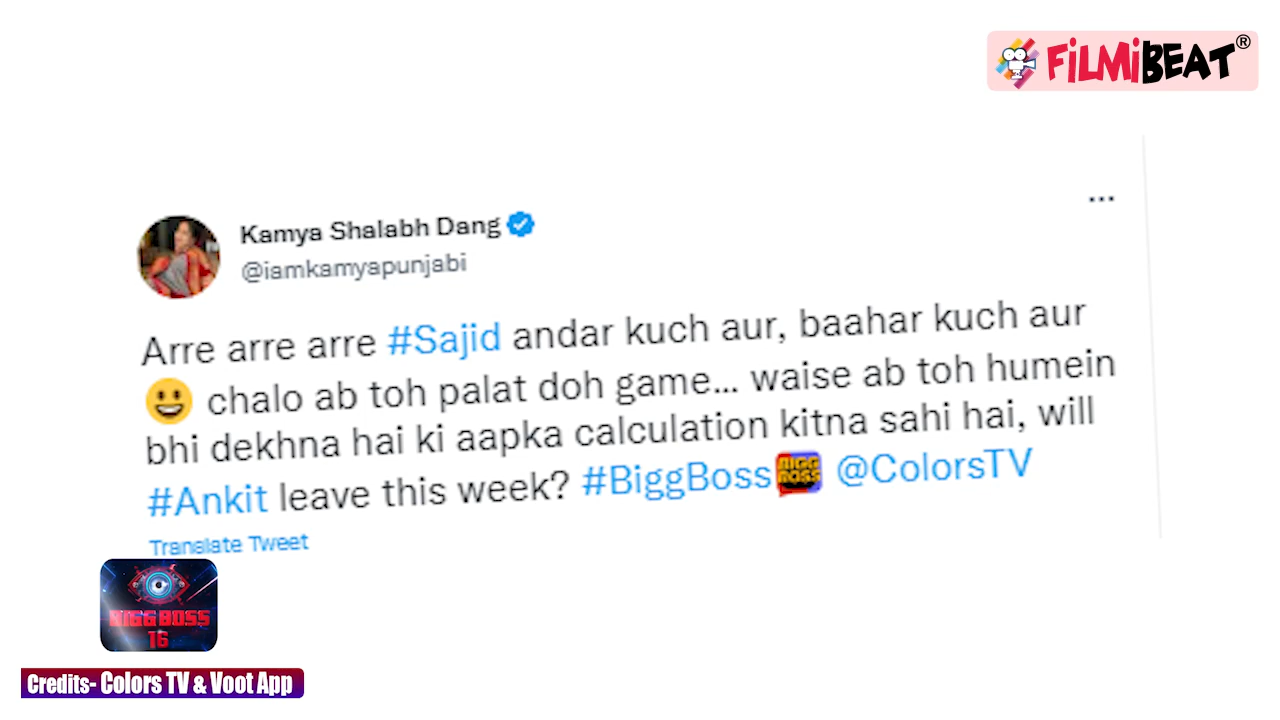 FiLMiBEAT®
Kamya Shalabh Dang
@iamkamyapunjabi
Arre arre arre #Sajid andar kuch aur, baahar kuch aur
😀 chalo ab toh palat doh game... waise ab toh humein
bhi dekhna hai ki aapka calculation kitna sahi hai, will
#Ankit leave this week? #BiggBoss BIGG BOSS @ColorsTV
Translate Tweet
BIGG BOSS
16
Credits- Colors TV & Voot App